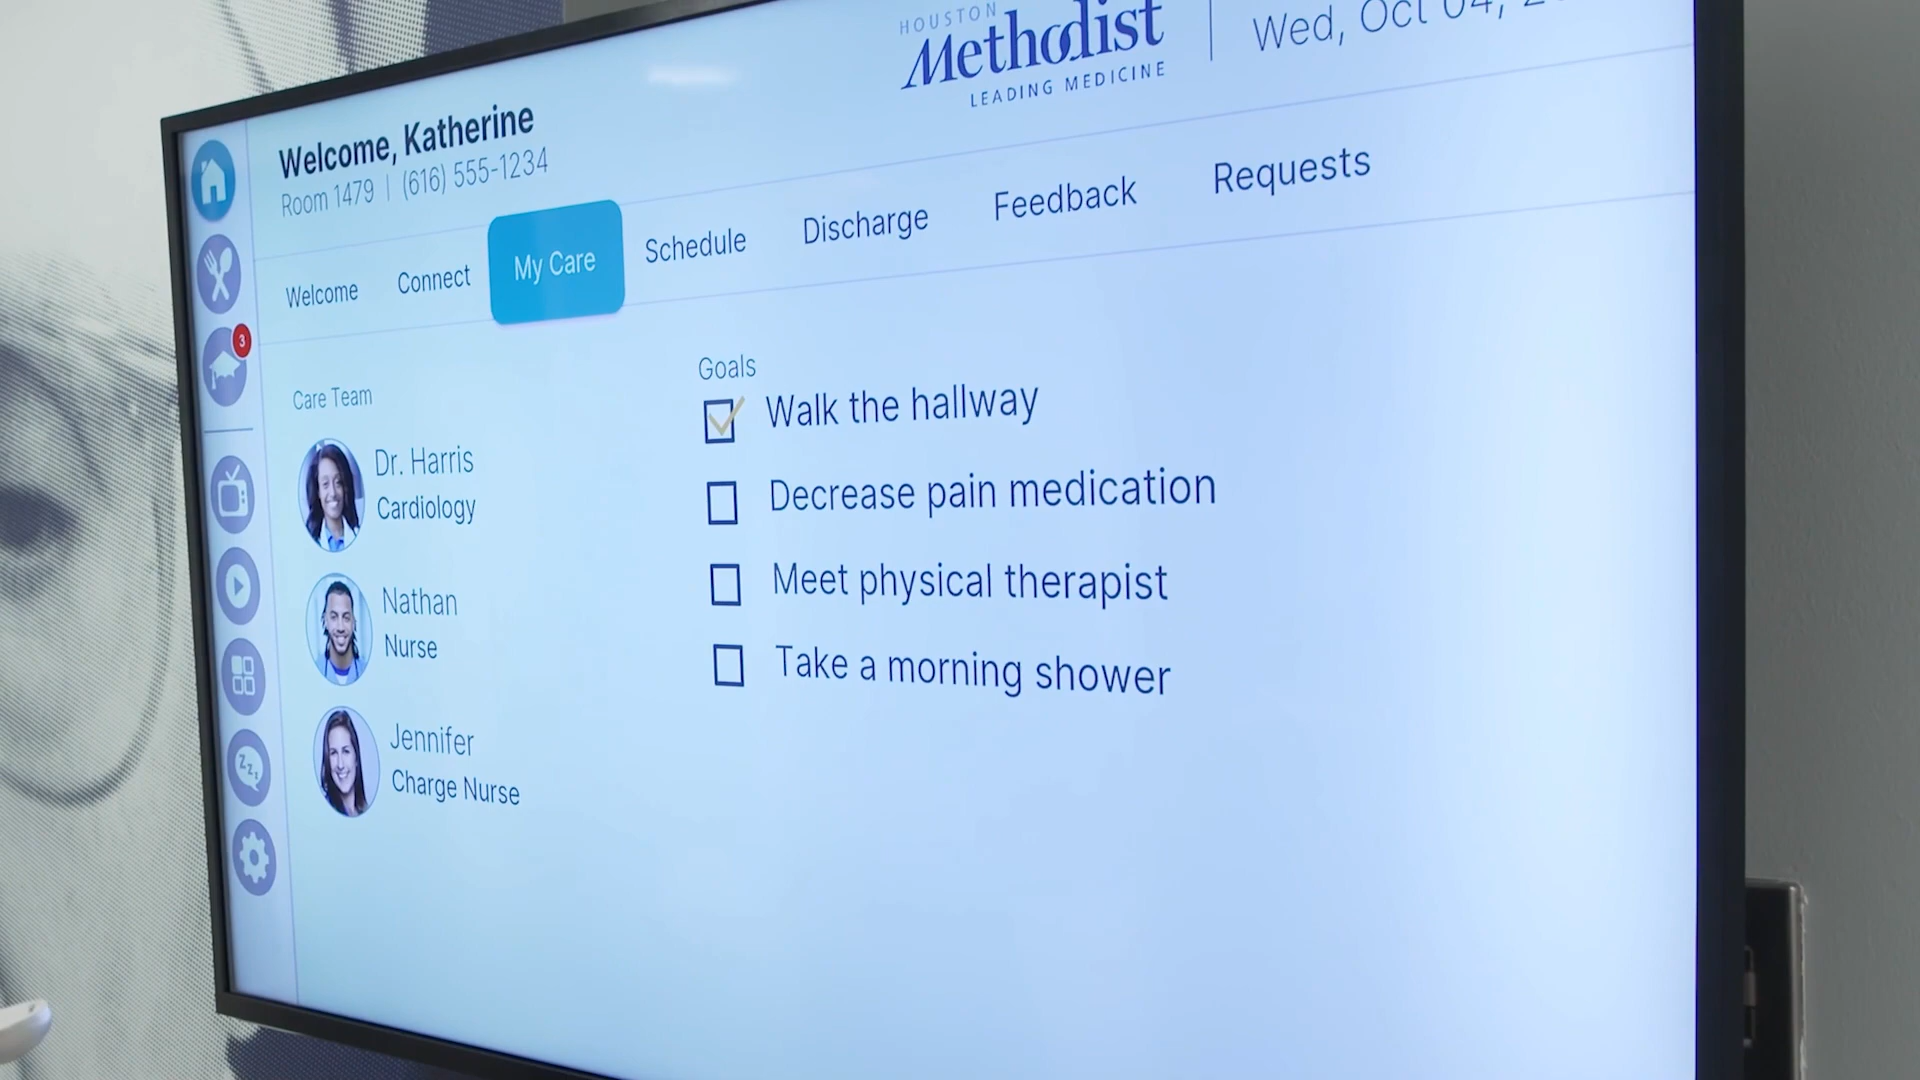 HOUSTON
Methodist
LEADING MEDICINE
Wed, Oct 04,
Welcome, Katherine
Room 1479 | (616) 555-1234
Welcome
Connect
My Care
Schedule
Discharge
Feedback
Requests
3
Care Team
Dr. Harris
Cardiology
Nathan
Nurse
Jennifer
Charge Nurse
Goals
Walk the hallway
Decrease pain medication
Meet physical therapist
Take a morning shower
ZZZ